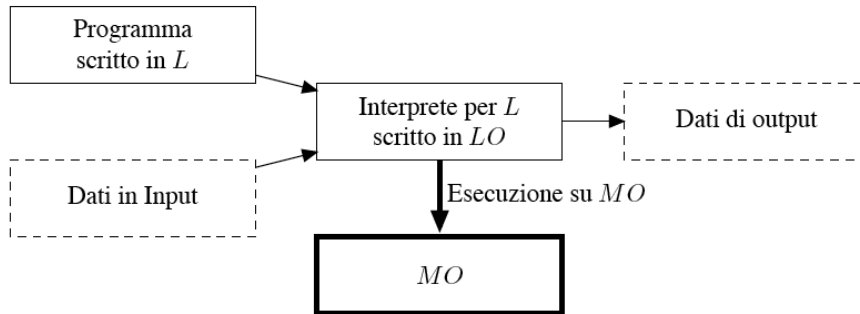 Programma
scritto in L
Interprete per L
scritto in LO
Dati di output
Dati in Input
Esecuzione su MO
MO